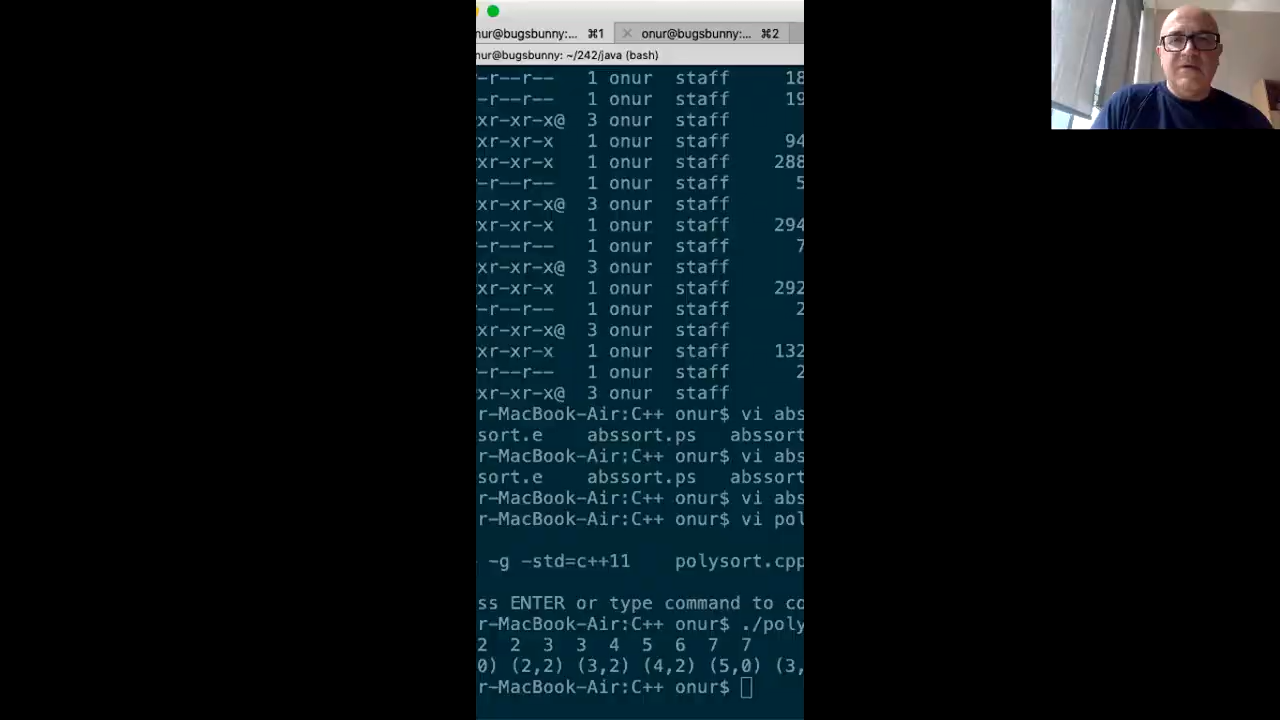 nur@bugsbunny:... ⌘1 × onur@bugsbunny:... ⌘2
nur@bugsbunny: ~/242/java (bash)
-r--r-- 1 onur staff 18
-r--r-- 1 onur staff 19
xr-xr-x@ 3 onur staff
xr-xr-x 1 onur staff 94
xr-xr-x 1 onur staff 288
-r--r-- 1 onur staff 5
xr-xr-x@ 3 onur staff
xr-xr-x 1 onur staff 294
-r--r-- 1 onur staff 7
xr-xr-x@ 3 onur staff
xr-xr-x 1 onur staff 292
-r--r-- 1 onur staff 2
xr-xr-x@ 3 onur staff
xr-xr-x 1 onur staff 132
-r--r-- 1 onur staff 2
xr-xr-x@ 3 onur staff
r-MacBook-Air:C++ onur$ vi abs
sort.e abssort.ps abssort
r-MacBook-Air:C++ onur$ vi abs
sort.e abssort.ps abssort
r-MacBook-Air:C++ onur$ vi abs
r-MacBook-Air:C++ onur$ vi pol
-g -std=c++11 polysort.cpp
ss ENTER or type command to co
r-MacBook-Air:C++ onur$ ./poly
2 2 3 3 4 5 6 7 7
0) (2,2) (3,2) (4,2) (5,0) (3,
r-MacBook-Air:C++ onur$